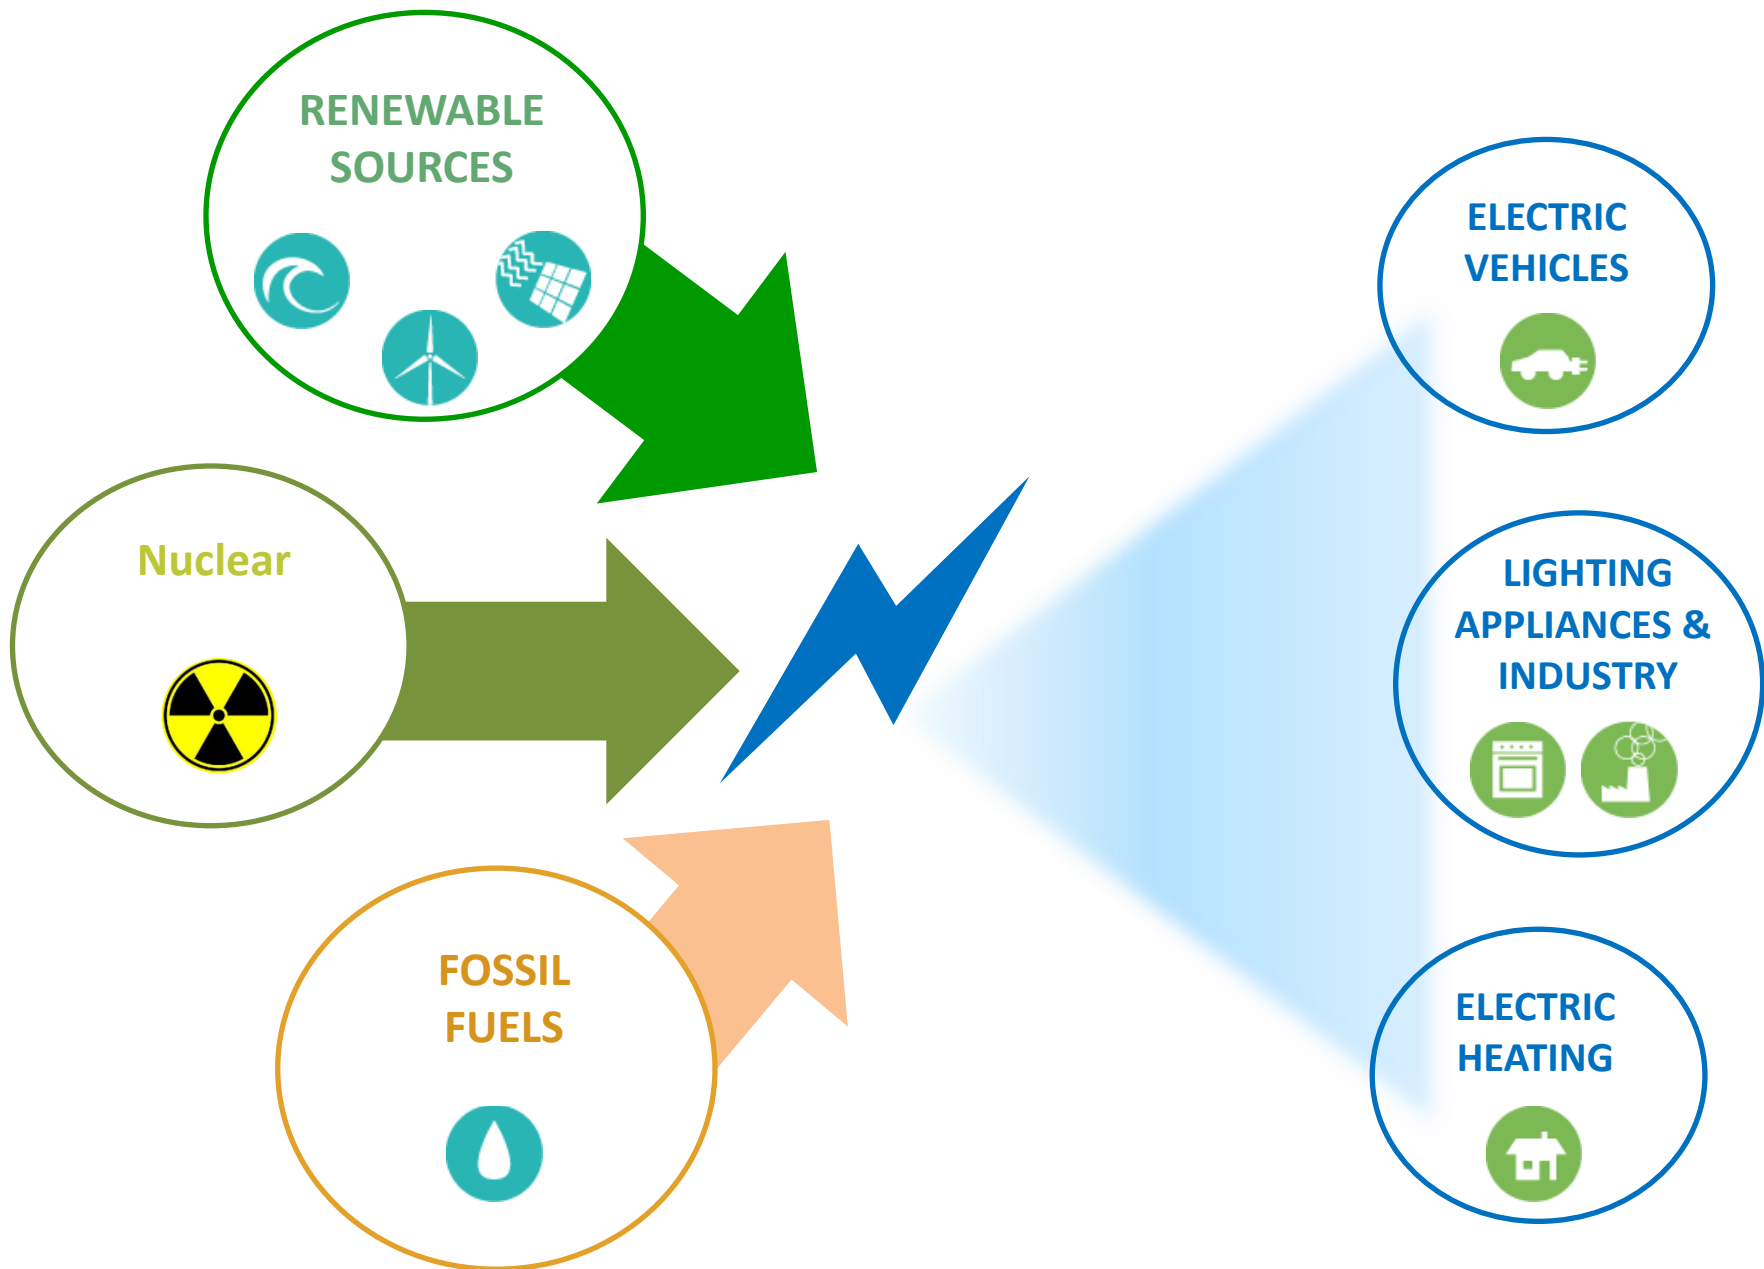 RENEWABLE
SOURCES
Nuclear
FOSSIL
FUELS
ELECTRIC
VEHICLES
LIGHTING
APPLIANCES &
INDUSTRY
ELECTRIC
HEATING